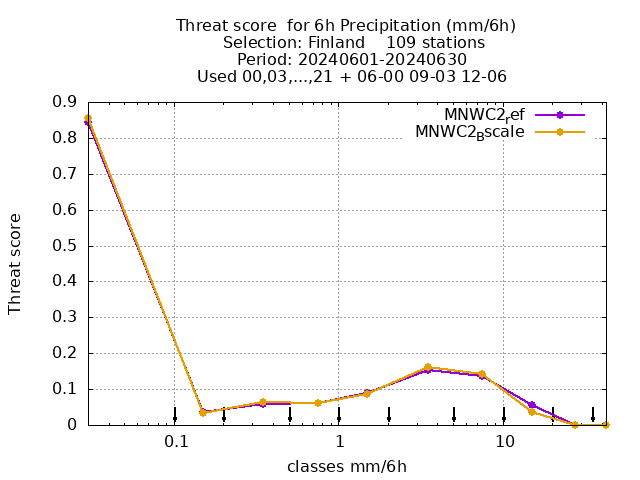 Threat score  for 6h Precipitation (mm/6h)
Selection: Finland    109 stations
Period: 20240601-20240630
Used 00,03,...,21 + 06-00 09-03 12-06
MNWC2_ref
MNWC2_Bscale
Threat score
0.9
0.8
0.7
0.6
0.5
0.4
0.3
0.2
0.1
0
0.1 1 10
classes mm/6h